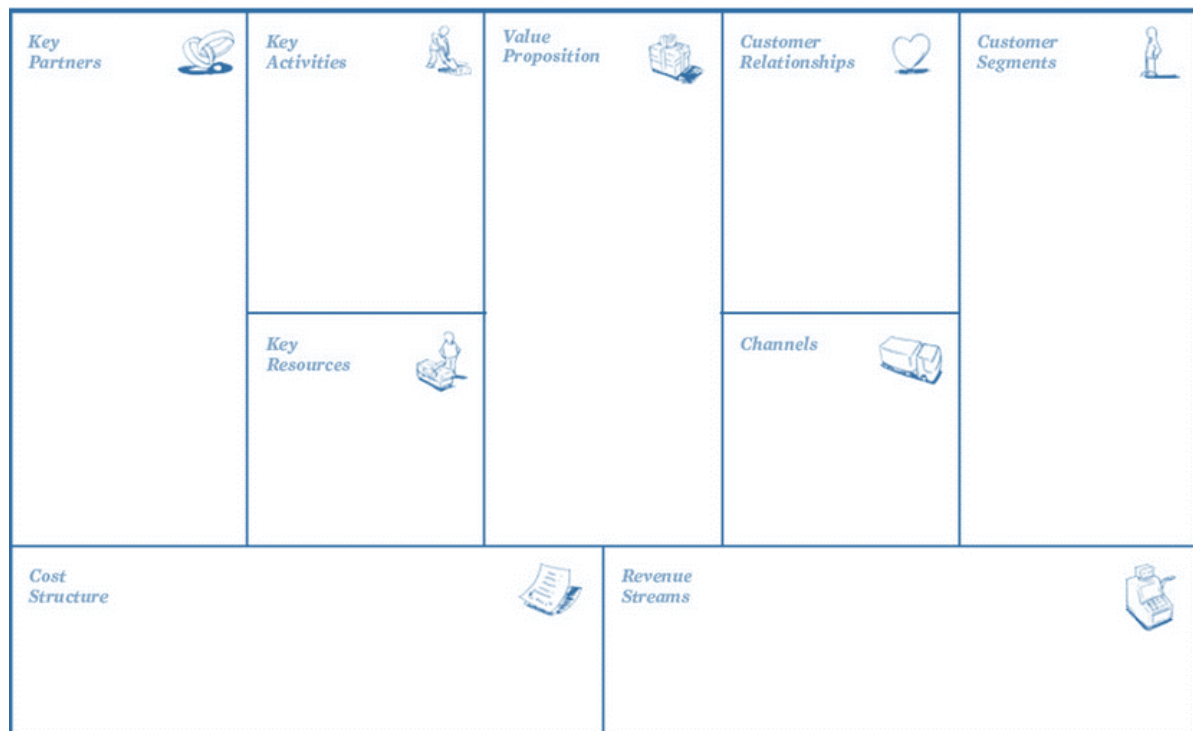 Key
Partners
Key
Activities
Value
Proposition
Customer
Relationships
Customer
Segments
Key
Resources
Channels
Cost
Structure
Revenue
Streams